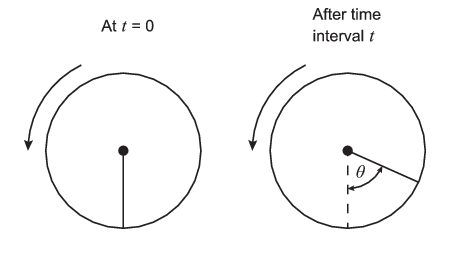 At t = 0
After time
interval t
θ